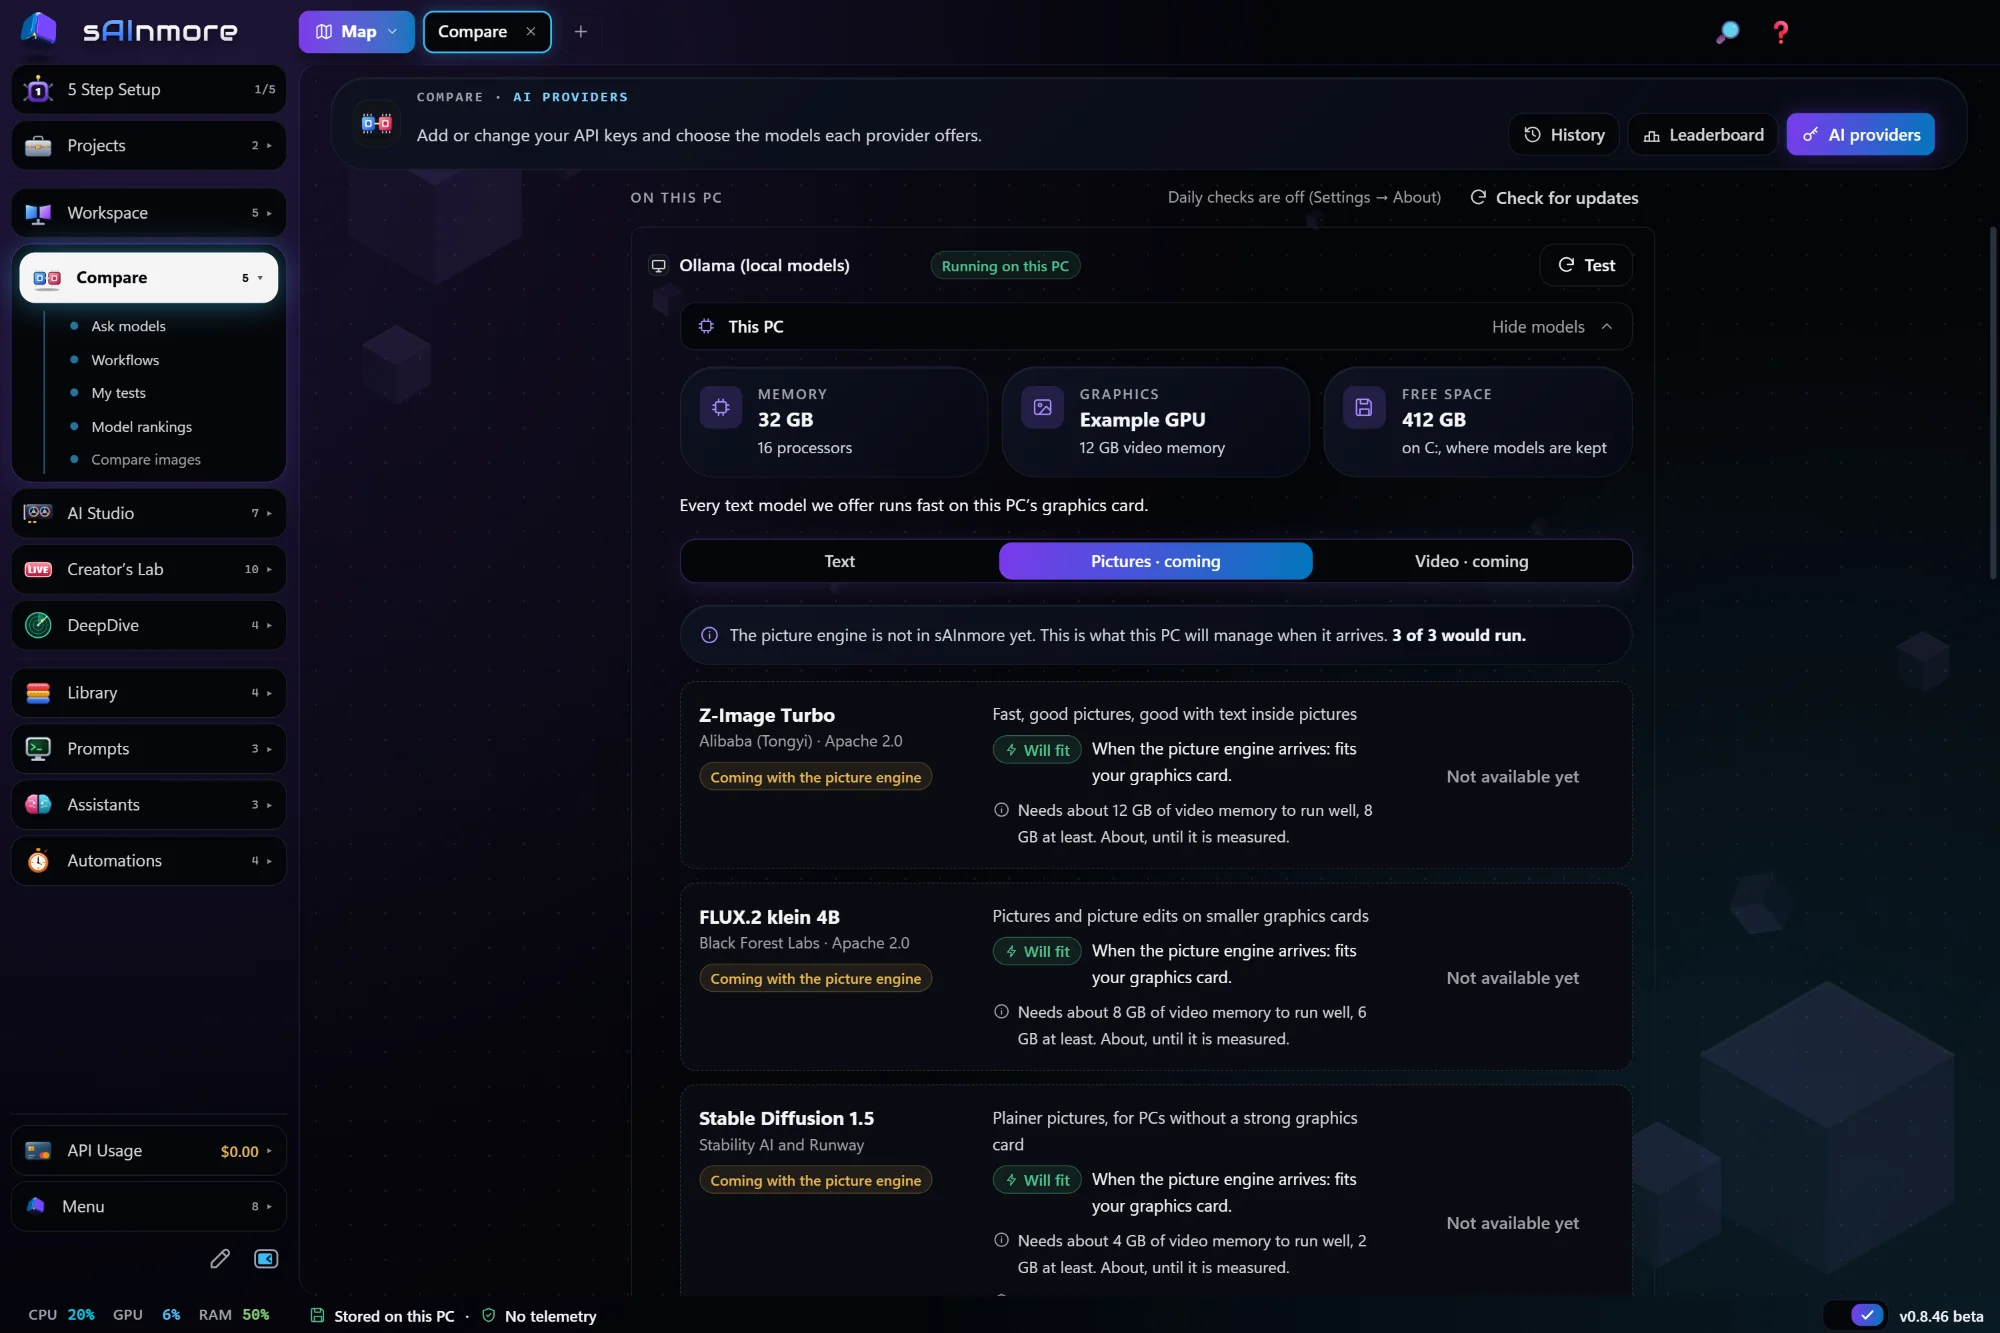 sAInmore
Map
Compare
5 Step Setup 1/5
Projects 2
Workspace 5
Compare 5
Ask models
Workflows
My tests
Model rankings
Compare images
AI Studio 7
LIVE Creator's Lab 10
DeepDive 4
Library 4
Prompts 3
Assistants 3
Automations 4
API Usage $0.00
Menu 8
CPU 20% GPU 6% RAM 50%
COMPARE · AI PROVIDERS
Add or change your API keys and choose the models each provider offers.
History
Leaderboard
AI providers
ON THIS PC
Daily checks are off (Settings → About)
Check for updates
Ollama (local models)
Running on this PC
Test
This PC
Hide models
MEMORY
32 GB
16 processors
GRAPHICS
Example GPU
12 GB video memory
FREE SPACE
412 GB
on C:, where models are kept
Every text model we offer runs fast on this PC's graphics card.
Text
Pictures · coming
Video · coming
The picture engine is not in sAInmore yet. This is what this PC will manage when it arrives. 3 of 3 would run.
Z-Image Turbo
Alibaba (Tongyi) · Apache 2.0
Coming with the picture engine
Fast, good pictures, good with text inside pictures
Will fit
When the picture engine arrives: fits
your graphics card.
Needs about 12 GB of video memory to run well, 8
GB at least. About, until it is measured.
Not available yet
FLUX.2 klein 4B
Black Forest Labs · Apache 2.0
Coming with the picture engine
Pictures and picture edits on smaller graphics cards
Will fit
When the picture engine arrives: fits
your graphics card.
Needs about 8 GB of video memory to run well, 6
GB at least. About, until it is measured.
Not available yet
Stable Diffusion 1.5
Stability AI and Runway
Coming with the picture engine
Plainer pictures, for PCs without a strong graphics
card
Will fit
When the picture engine arrives: fits
your graphics card.
Needs about 4 GB of video memory to run well, 2
GB at least. About, until it is measured.
Not available yet
Stored on this PC · No telemetry
v0.8.46 beta